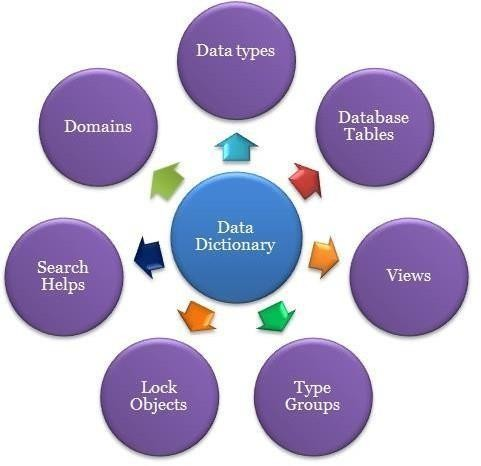 Data types
Database
Tables
Domains
Data
Dictionary
Views
Search
Helps
Lock
Objects
Type
Groups